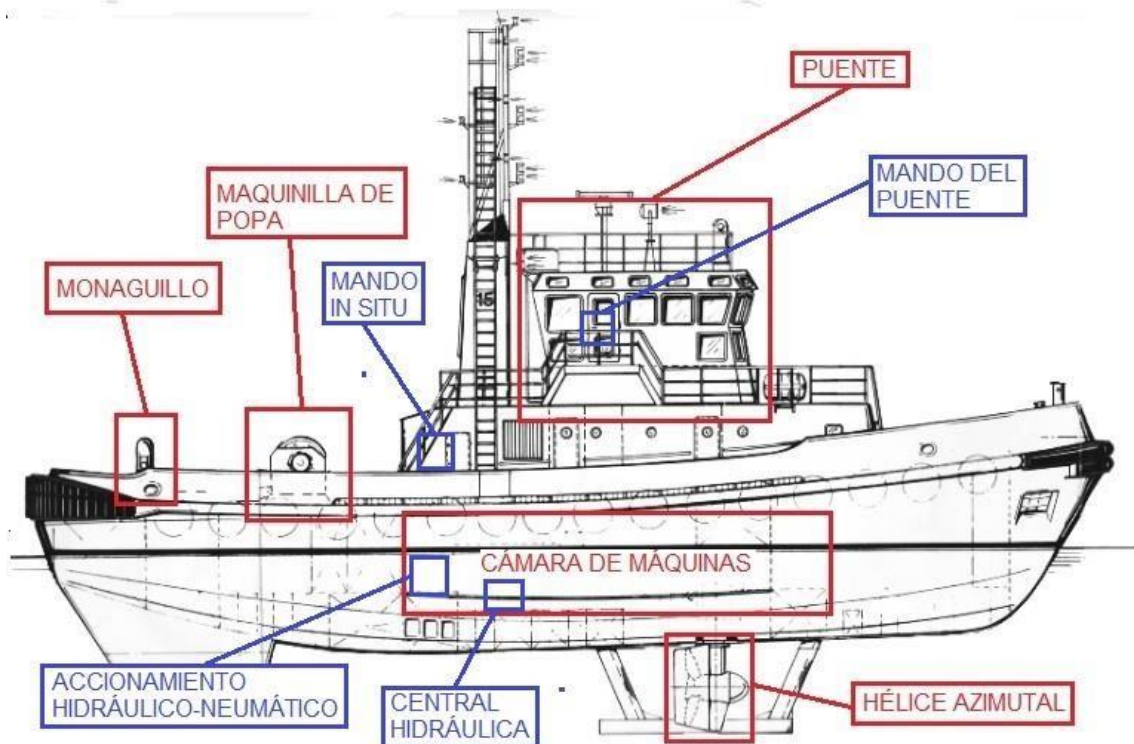 PUENTE
MANDO DEL
PUENTE
MAQUINILLA DE
POPA
MONAGUILLO
MANDO
IN SITU
15
CÁMARA DE MÁQUINAS
ACCIONAMIENTO
HIDRÁULICO-NEUMÁTICO
CENTRAL
HIDRÁULICA
HÉLICE AZIMUTAL